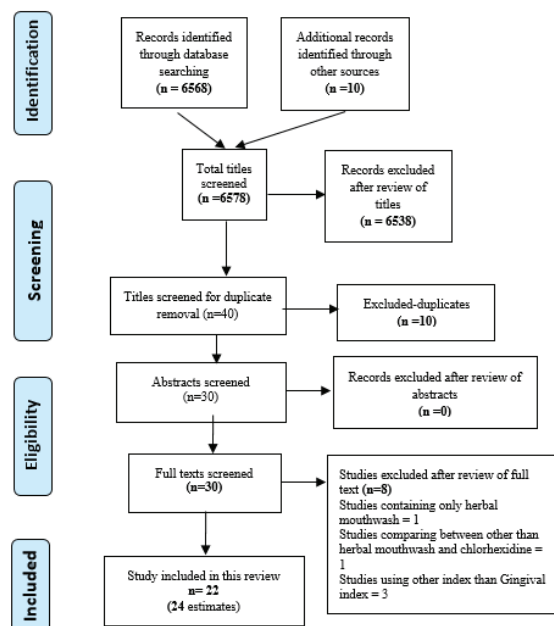 Identification
Records identified
through database
searching
(n = 6568)
Additional records
identified through
other sources
(n =10)
Total titles
screened
(n =6578)
Records excluded
after review of
titles
(n = 6538)
Screening
Titles screened for duplicate
removal (n=40)
Excluded-duplicates
(n =10)
Abstracts screened
(n=30)
Records excluded after review of
abstracts
(n =0)
Eligibility
Full texts screened
(n=30)
Studies excluded after review of full
text (n=8)
Studies containing only herbal
mouthwash = 1
Studies comparing between other than
herbal mouthwash and chlorhexidine =
1
Studies using other index than Gingival
index = 3
Included
Study included in this review
n= 22
(24 estimates)